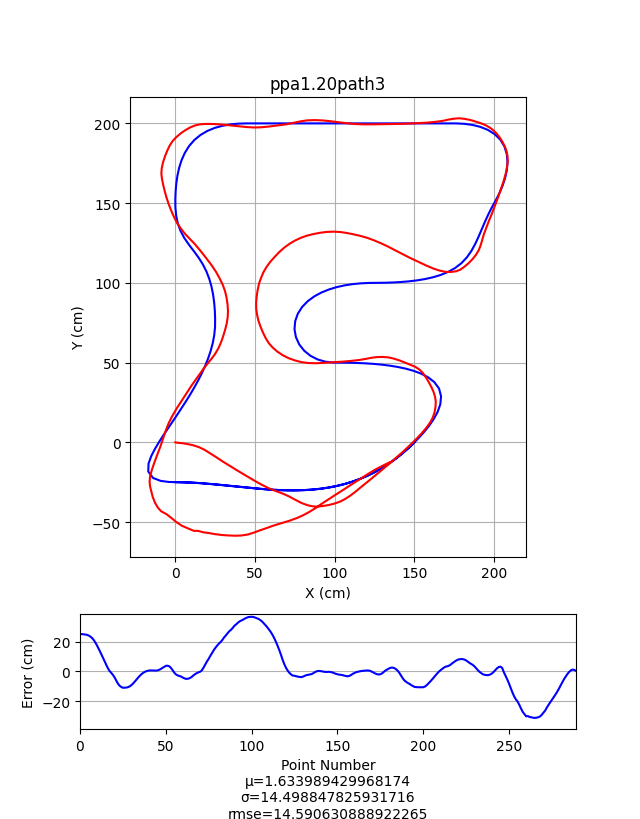 ppa1.20path3
200
150
100
50
0
−50
Y (cm)
0 50 100 150 200
X (cm)
20
0
−20
Error (cm)
0 50 100 150 200 250
Point Number
μ=1.633989429968174
σ=14.498847825931716
rmse=14.590630888922265